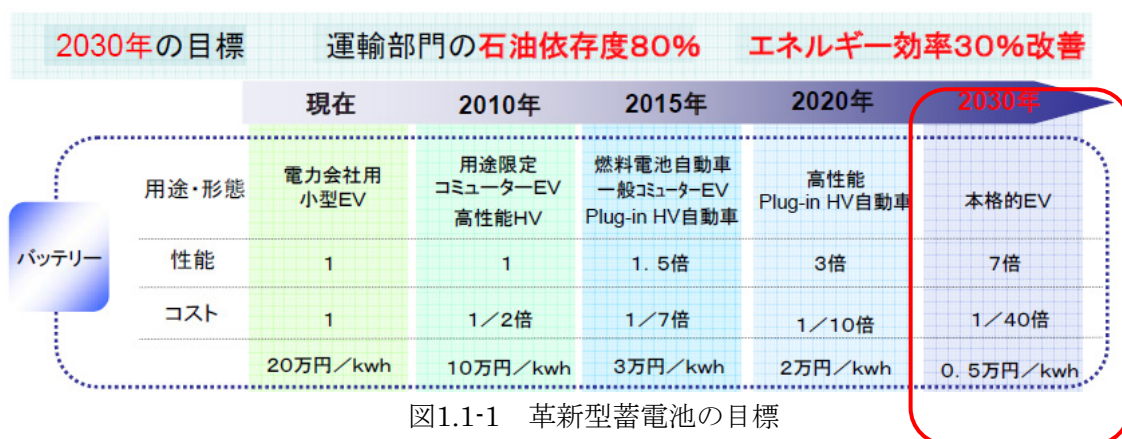 2030年の目標 運輸部門の石油依存度80% エネルギー効率30%改善
現在 2010年 2015年 2020年 2030年
バッテリー
用途・形態
電力会社用
小型EV
用途限定
コミューターEV
高性能HV
燃料電池自動車
一般コミューターEV
Plug-in HV自動車
高性能
Plug-in HV自動車
本格的EV
性能 1 1 1.5倍 3倍 7倍
コスト 1 1/2倍 1/7倍 1/10倍 1/40倍
20万円/kwh 10万円/kwh 3万円/kwh 2万円/kwh 0.5万円/kwh
図1.1-1 革新型蓄電池の目標